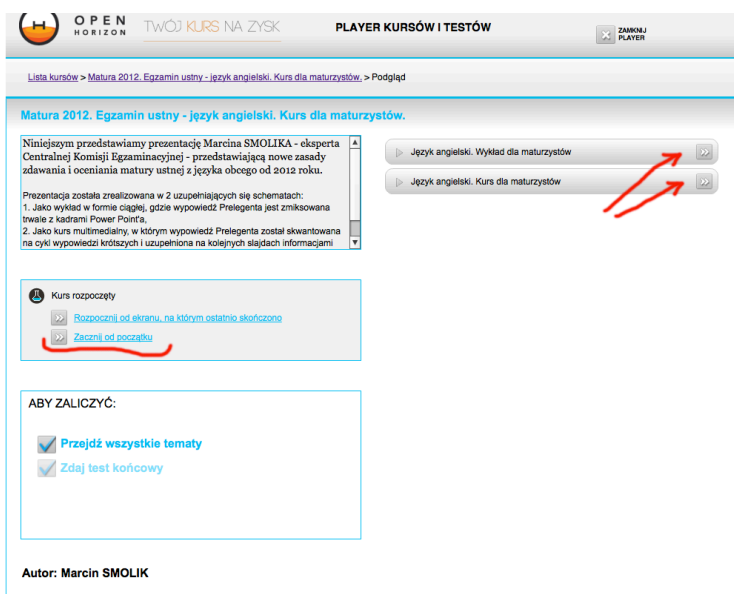 OPEN
HORIZON
TWÓJ KURS NA ZYSK
PLAYER KURSÓW I TESTÓW
ZAMKNIJ
PLAYER
Lista kursów > Matura 2012. Egzamin ustny - język angielski. Kurs dla maturzystów. > Podgląd
Matura 2012. Egzamin ustny - język angielski. Kurs dla maturzystów.
Niniejszym przedstawiamy prezentację Marcina SMOLIKA - eksperta
Centralnej Komisji Egzaminacyjnej - przedstawiającą nowe zasady
zdawania i oceniania matury ustnej z języka obcego od 2012 roku.
Prezentacja została zrealizowano w 2 uzupełniających się schematach:
1. Jako wykład w formie ciągłej, gdzie wypowiedź Prelegenta jest zmiksowana
trwale z kadrami Power Point'a,
2. Jako kurs multimedialny, w którym wypowiedź Prelegenta został skwantowana
na cykl wypowiedzi krótszych i uzupełniona na kolejnych slajdach informacjami
Język angielski. Wykład dla maturzystów
Język angielski. Kurs dla maturzystów
Kurs rozpoczęty
Rozpocznij od ekranu, na którym ostatnio skończono
Zacznij od początku
ABY ZALICZYĆ:
Przejdź wszystkie tematy
Zdaj test końcowy
Autor: Marcin SMOLIK